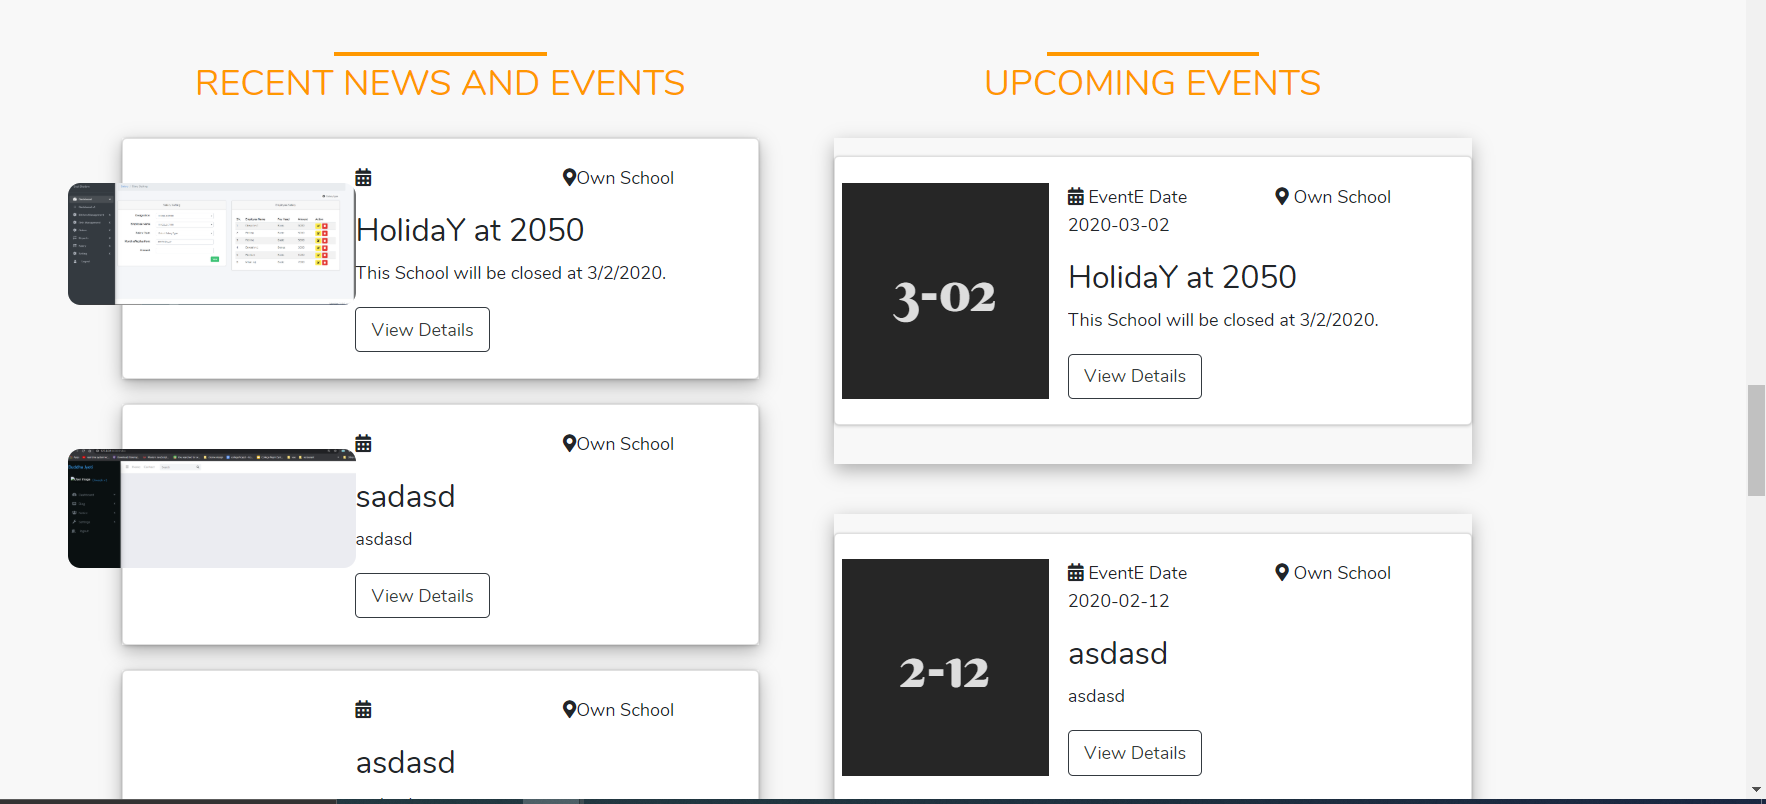 RECENT NEWS AND EVENTS
Own School
HolidaY at 2050
This School will be closed at 3/2/2020.
View Details
Own School
sadasd
asdasd
View Details
Own School
asdasd
UPCOMING EVENTS
3-02
EventE Date
2020-03-02
Own School
HolidaY at 2050
This School will be closed at 3/2/2020.
View Details
2-12
EventE Date
2020-02-12
Own School
asdasd
asdasd
View Details